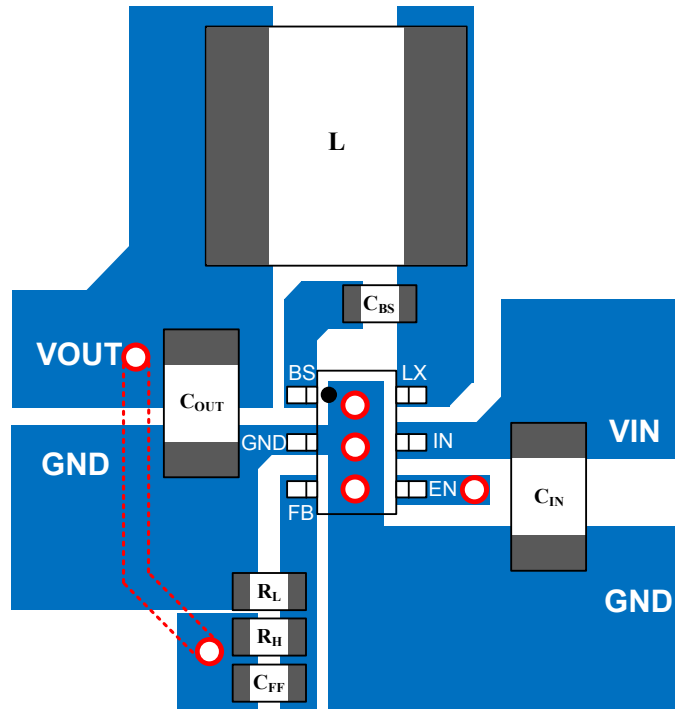 L
CBS
VOUT
BS
LX
COUT
GND
IN
VIN
GND
FB
EN
CIN
RL
GND
RH
CFF